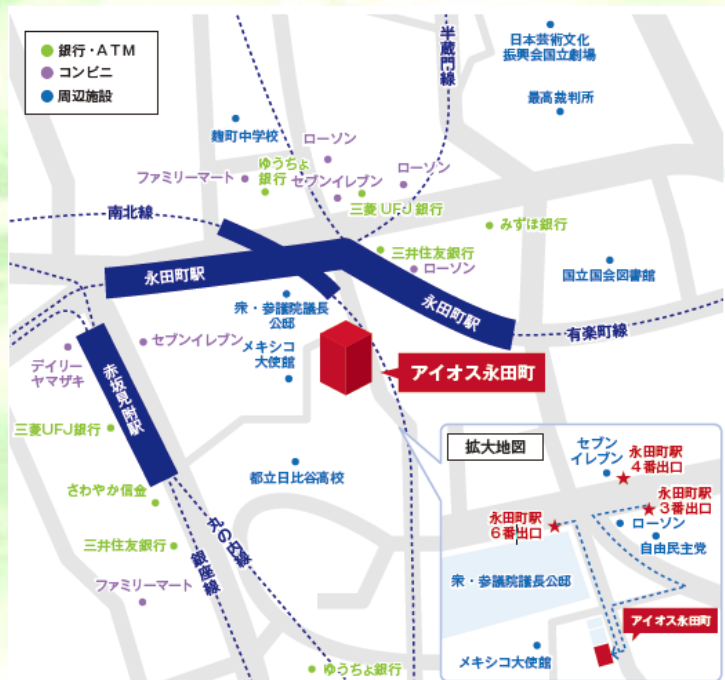 銀行・ATM
コンビニ
周辺施設
半蔵門線
日本芸術文化
振興会国立劇場
最高裁判所
麹町中学校
ローソン
ファミリーマート
ゆうちょ
銀行
セブンイレブン
ローソン
三菱UFJ銀行
みずほ銀行
南北線
三井住友銀行
ローソン
国立国会図書館
永田町駅
永田町駅
有楽町線
衆・参議院議長
公邸
セブンイレブン
メキシコ
大使館
デイリー
ヤマザキ
赤坂見附駅
アイオス永田町
三菱UFJ銀行
都立日比谷高校
さわやか信金
三井住友銀行
丸の内線
銀座線
ファミリーマート
ゆうちょ銀行
拡大地図
セブン
イレブン
永田町駅
4番出口
永田町駅
3番出口
永田町駅
6番出口
ローソン
自由民主党
衆・参議院議長公邸
アイオス永田町
メキシコ大使館